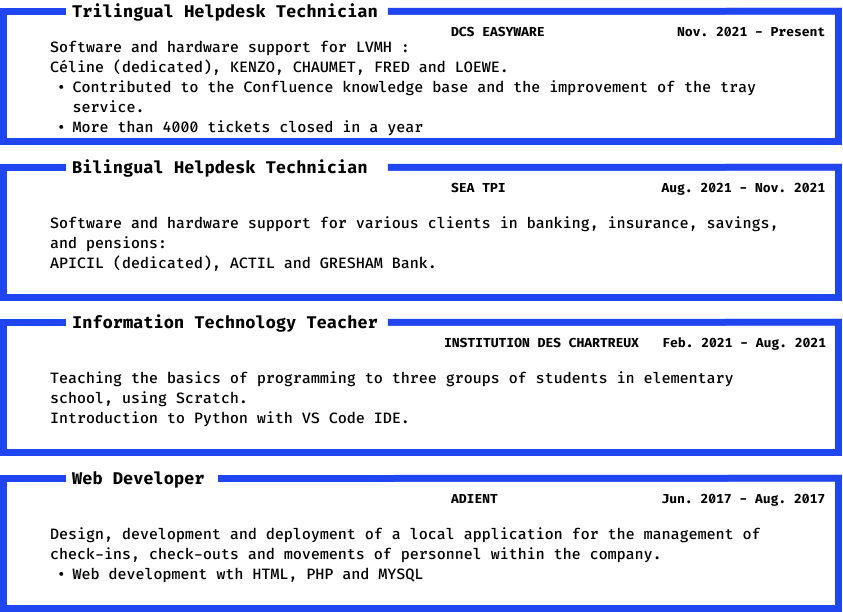 Trilingual Helpdesk Technician
DCS EASYWARE Nov. 2021 - Present
Software and hardware support for LVMH :
Céline (dedicated), KENZO, CHAUMET, FRED and LOEWE.
• Contributed to the Confluence knowledge base and the improvement of the tray
service.
• More than 4000 tickets closed in a year
Bilingual Helpdesk Technician
SEA TPI Aug. 2021 - Nov. 2021
Software and hardware support for various clients in banking, insurance, savings,
and pensions:
APICIL (dedicated), ACTIL and GRESHAM Bank.
Information Technology Teacher
INSTITUTION DES CHARTREUX Feb. 2021 - Aug. 2021
Teaching the basics of programming to three groups of students in elementary
school, using Scratch.
Introduction to Python with VS Code IDE.
Web Developer
ADIENT Jun. 2017 - Aug. 2017
Design, development and deployment of a local application for the management of
check-ins, check-outs and movements of personnel within the company.
• Web development wth HTML, PHP and MYSQL